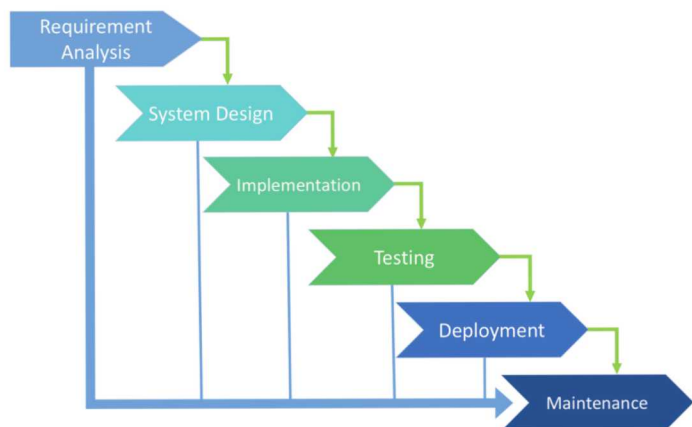 Requirement
Analysis
System Design
Implementation
Testing
Deployment
Maintenance